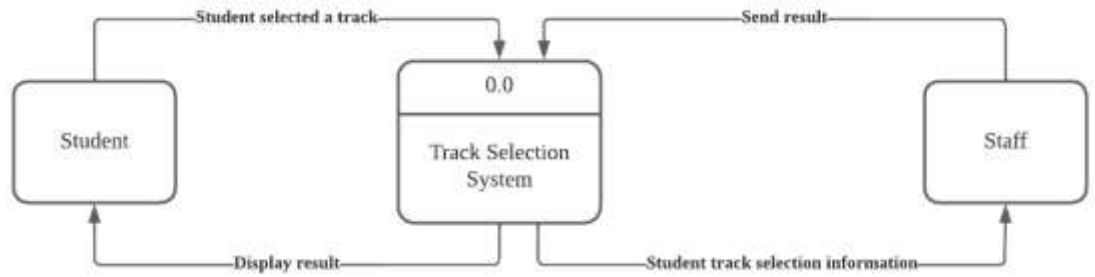 Student selected a track
Send result
0.0
Student
Track Selection
System
Staff
Display result
Student track selection information